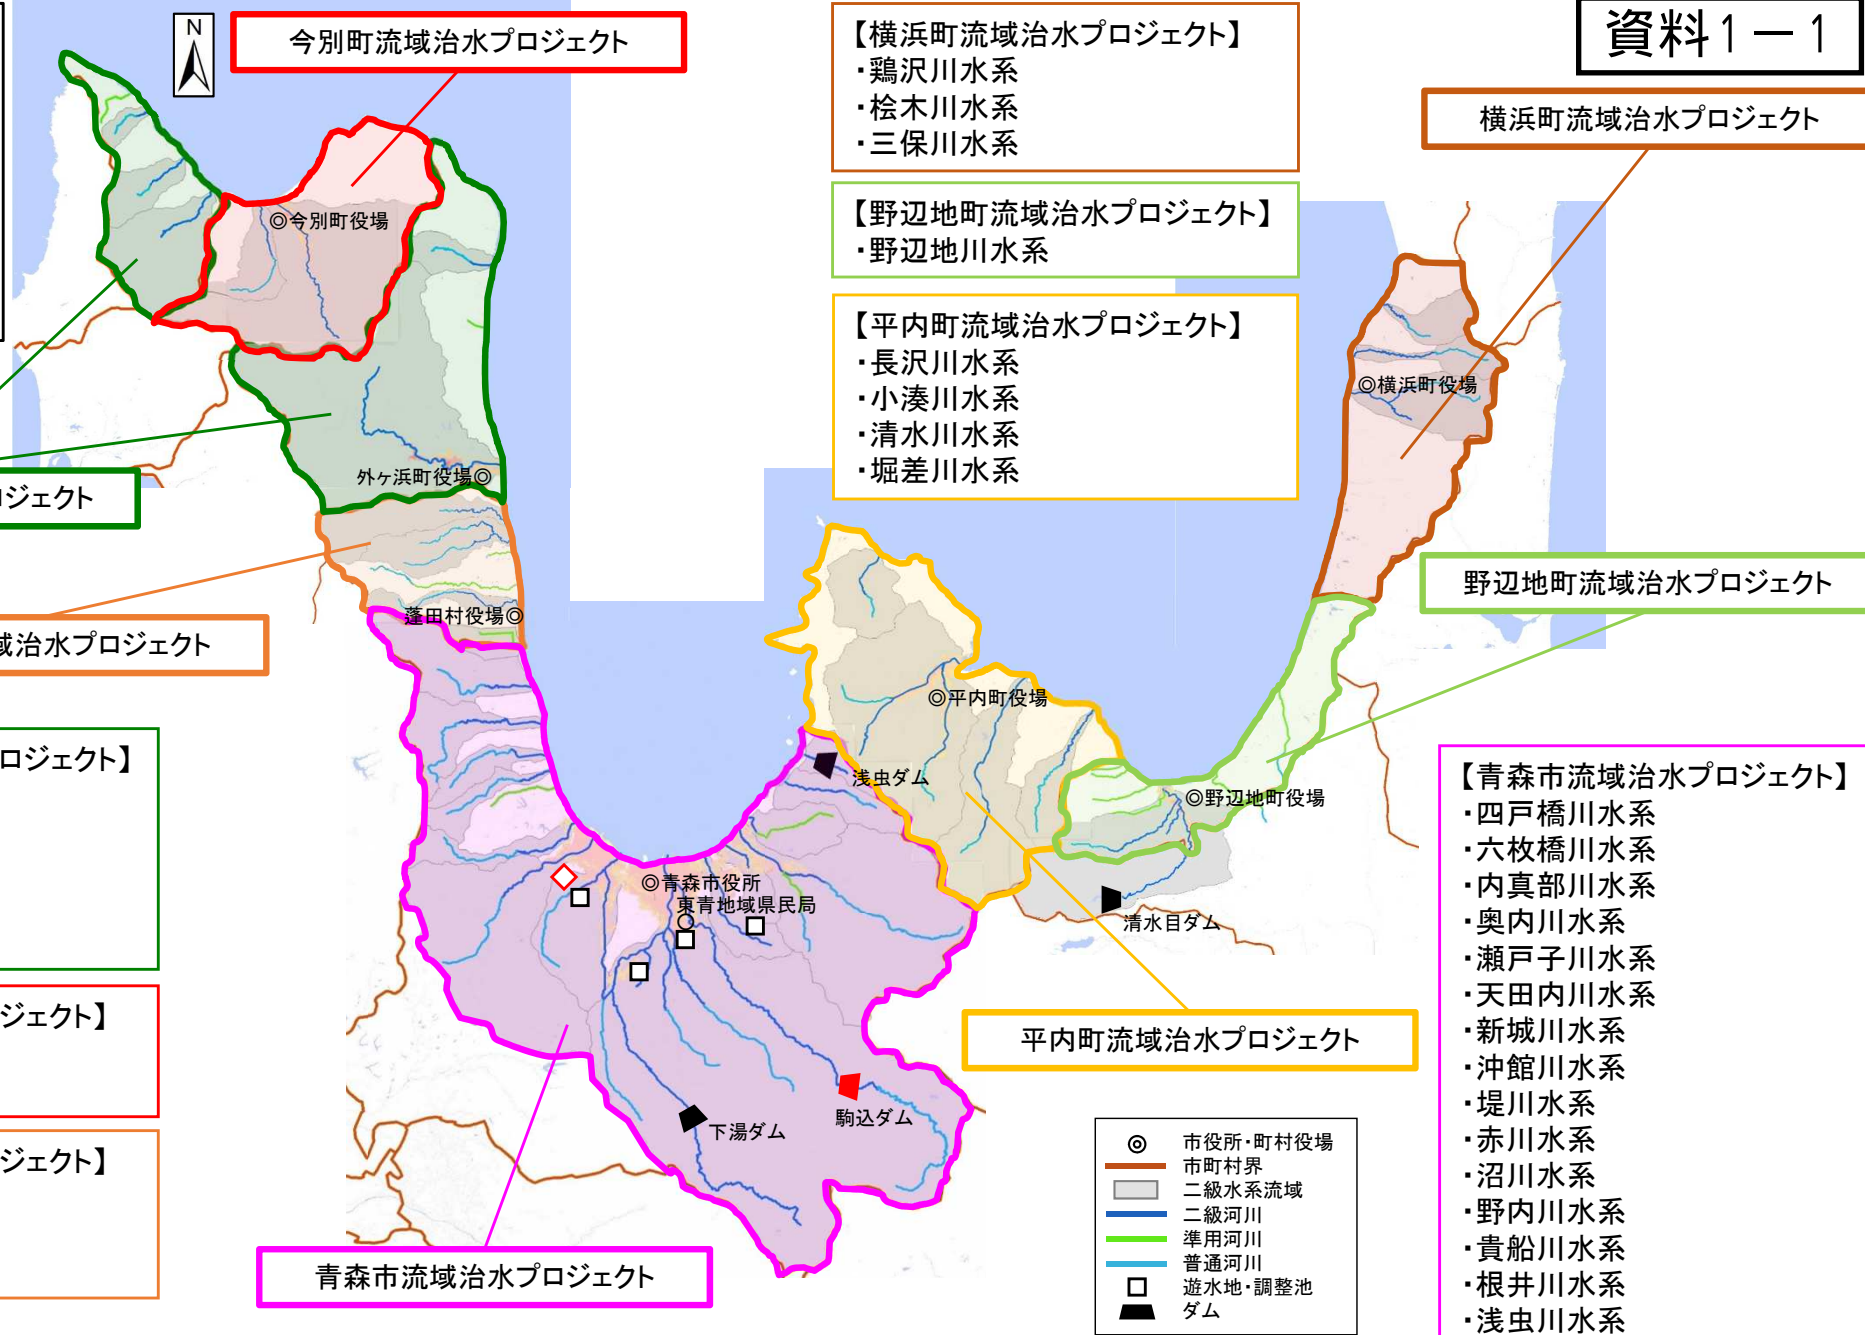 資料1－1
N
今別町流域治水プロジェクト
【横浜町流域治水プロジェクト】
・鶏沢川水系
・桧木川水系
・三保川水系
横浜町流域治水プロジェクト
【野辺地町流域治水プロジェクト】
・野辺地川水系
◎今別町役場
【平内町流域治水プロジェクト】
・長沢川水系
・小湊川水系
・清水川水系
・堀差川水系
◎横浜町役場
外ヶ浜町役場◎
ロジェクト
野辺地町流域治水プロジェクト
蓬田村役場◎
域治水プロジェクト
◎平内町役場
ロジェクト】
浅虫ダム
◎野辺地町役場
【青森市流域治水プロジェクト】
・四戸橋川水系
・六枚橋川水系
・内真部川水系
・奥内川水系
・瀬戸子川水系
・天田内川水系
・新城川水系
・沖館川水系
・堤川水系
・赤川水系
・沼川水系
・野内川水系
・貴船川水系
・根井川水系
・浅虫川水系
◎青森市役所
東青地域県民局
清水目ダム
ジェクト】
平内町流域治水プロジェクト
駒込ダム
下湯ダム
ジェクト】
青森市流域治水プロジェクト
◎ 市役所・町村役場
市町村界
二級水系流域
二級河川
準用河川
普通河川
遊水地・調整池
ダム